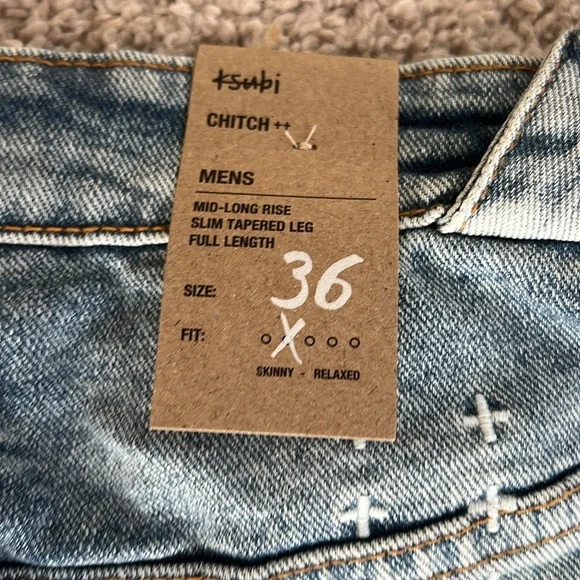 ksubi
CHITCH ++
MENS
MID-LONG RISE
SLIM TAPERED LEG
FULL LENGTH
SIZE: 36
FIT: X
SKINNY - RELAXED